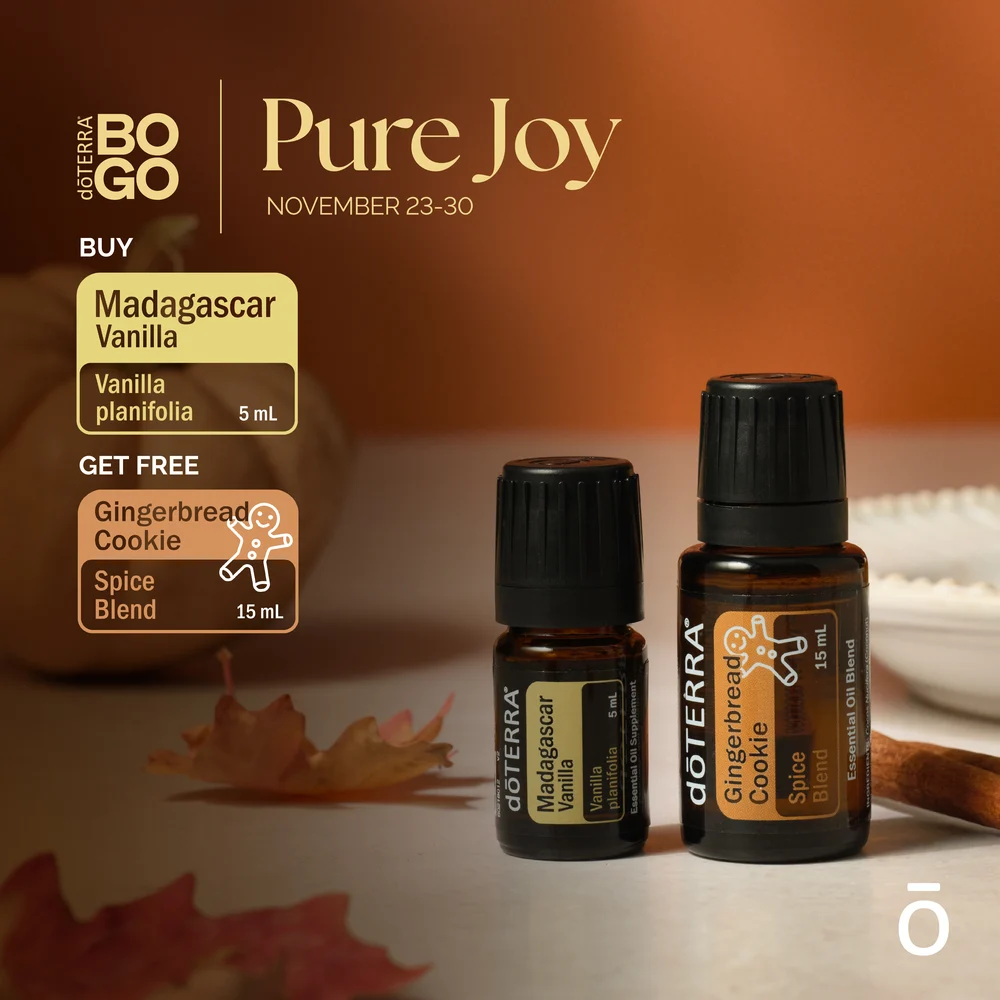 dōTERRA®
BO
GO
Pure Joy
NOVEMBER 23-30
BUY
Madagascar
Vanilla
Vanilla
planifolia 5 mL
GET FREE
Gingerbread
Cookie
Spice
Blend 15 mL
dōTERRA®
Madagascar
Vanilla
Vanilla
planifolia
5 mL
Essential Oil Supplement
dōTERRA®
Gingerbread
Cookie
Spice
Blend
15 mL
Essential Oil Blend
ō